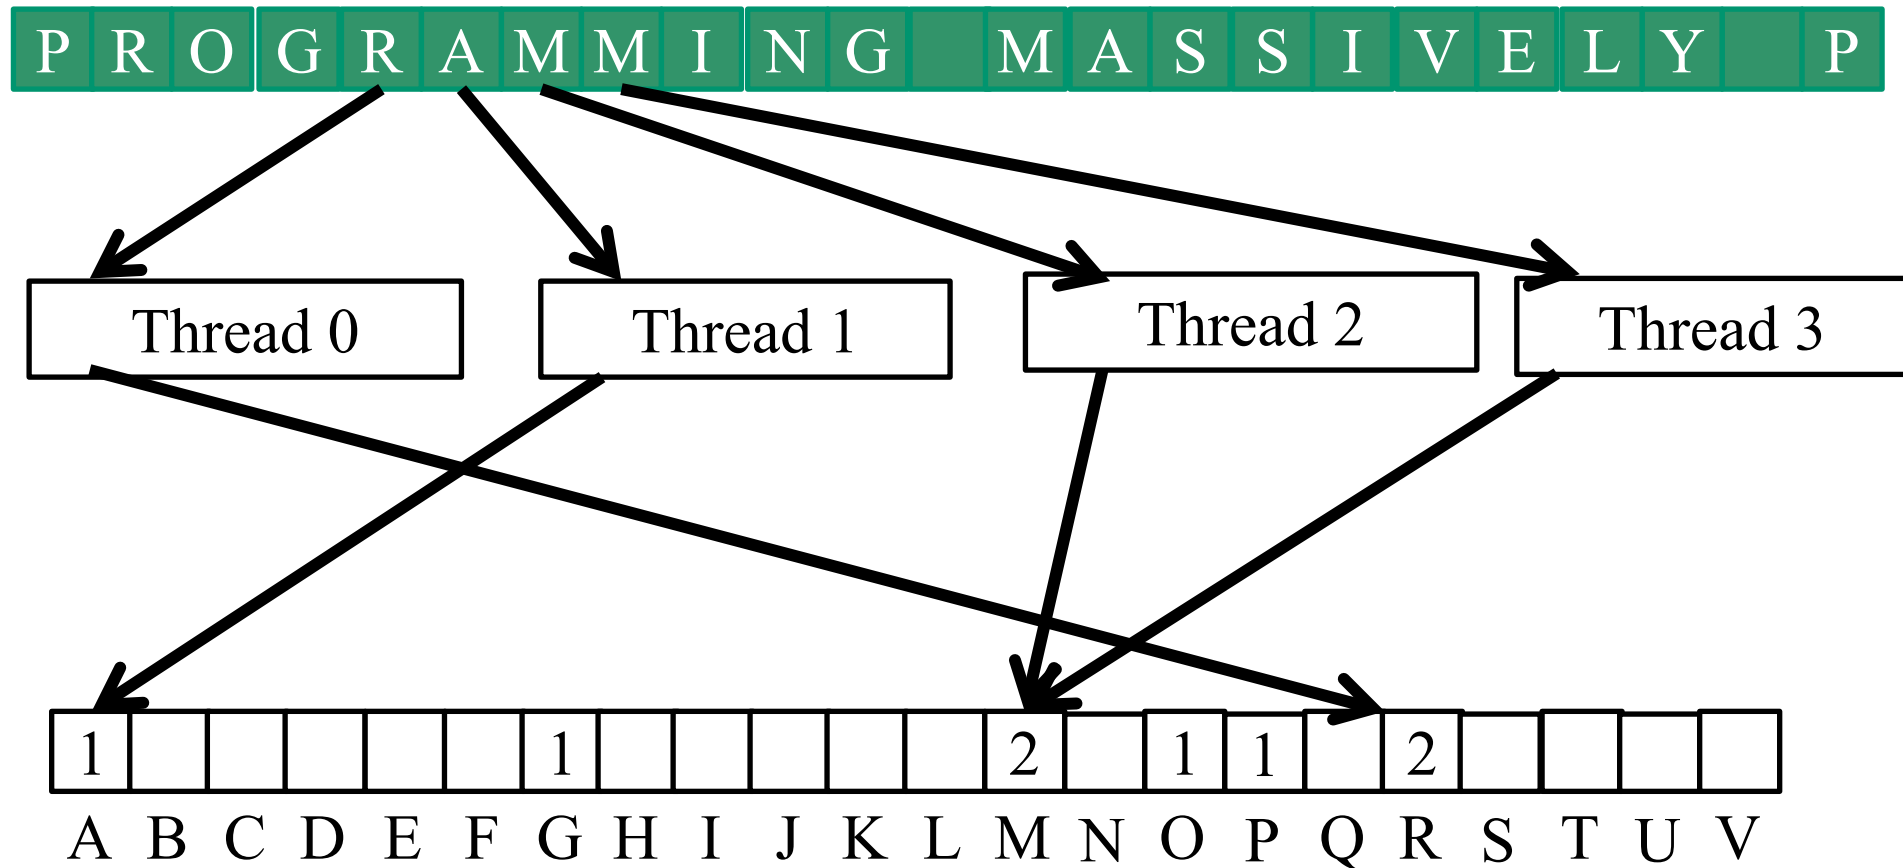 P R O G R A M M I N G M A S S I V E L Y P
Thread 0 Thread 1 Thread 2 Thread 3
1 1 2 1 1 2
A B C D E F G H I J K L M N O P Q R S T U V